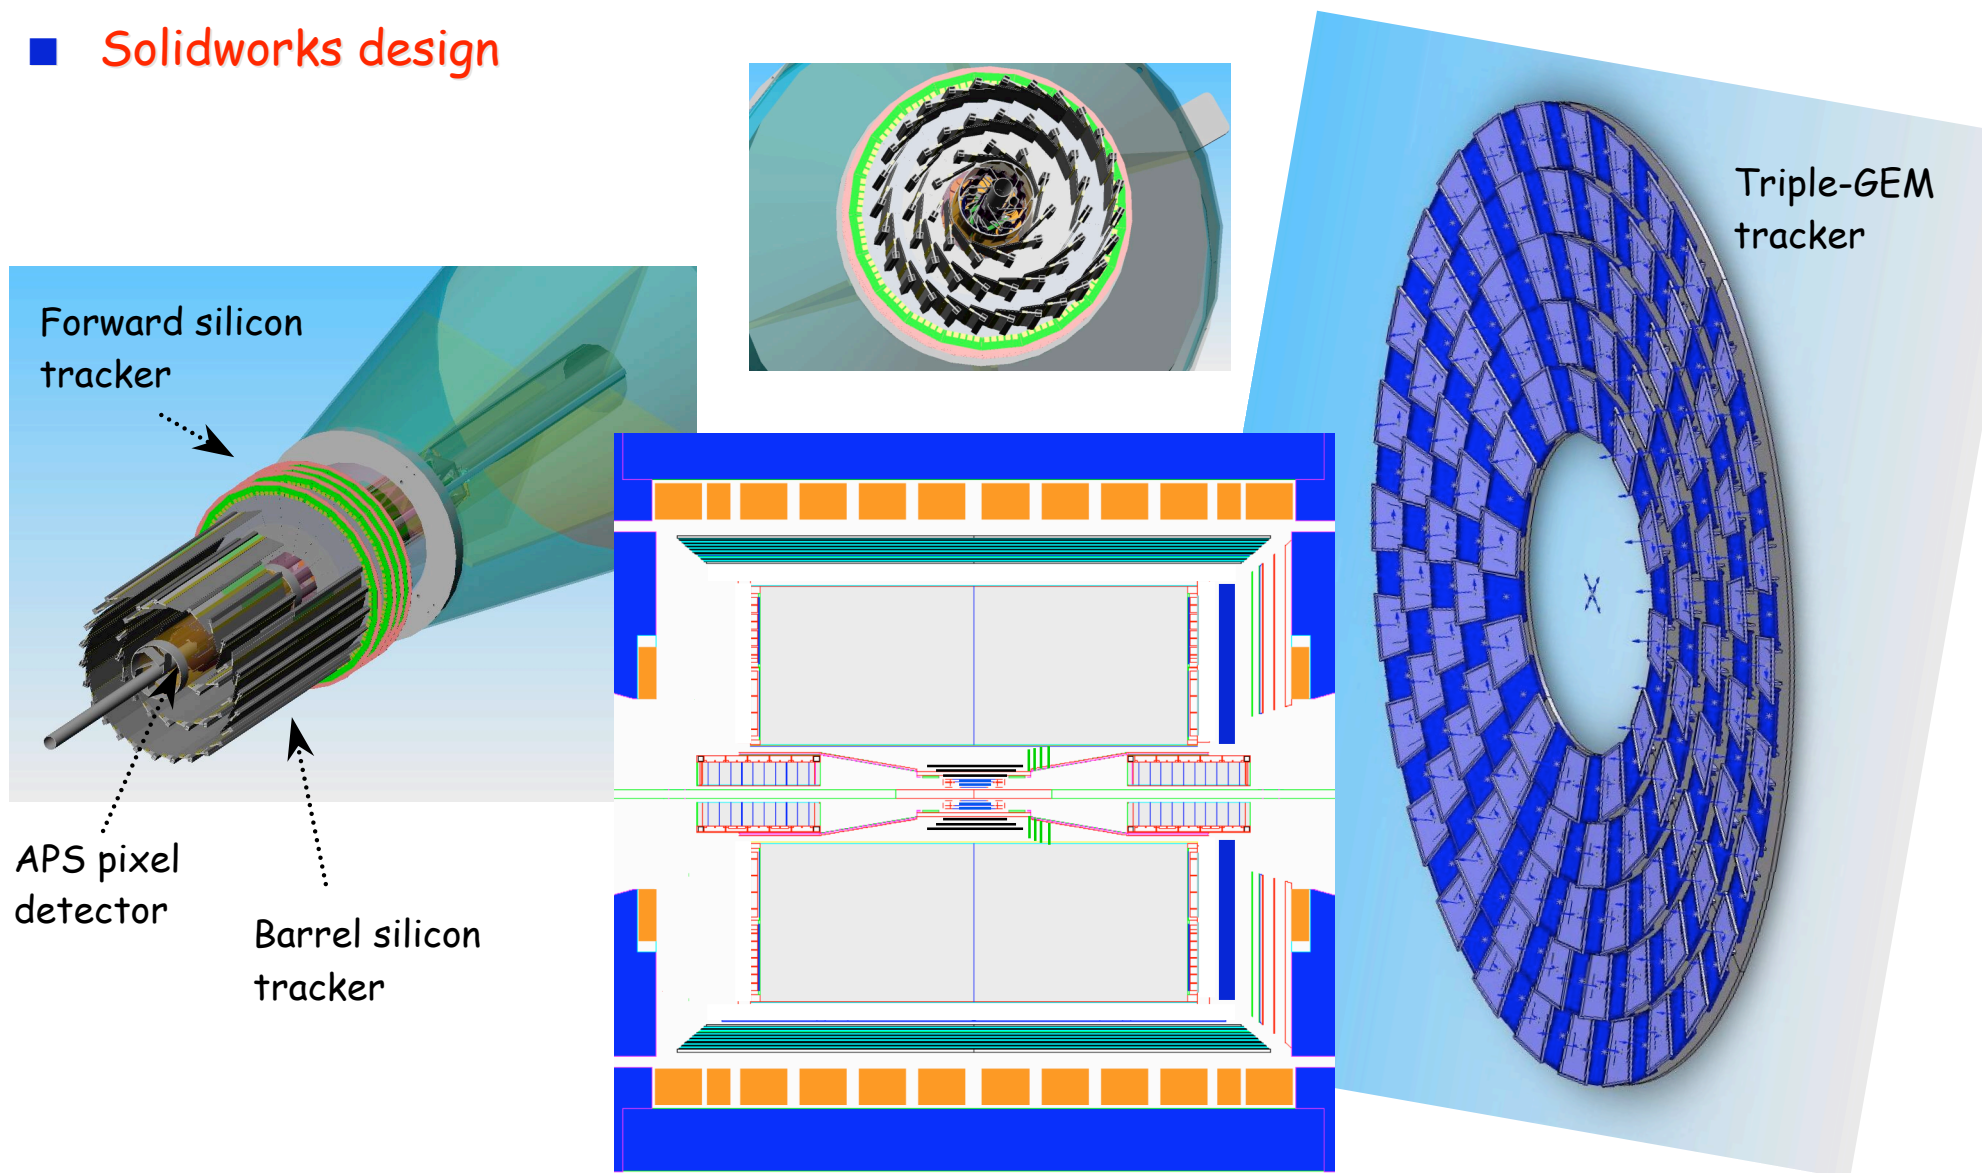 Solidworks design
Triple-GEM
tracker
Forward silicon
tracker
APS pixel
detector
Barrel silicon
tracker